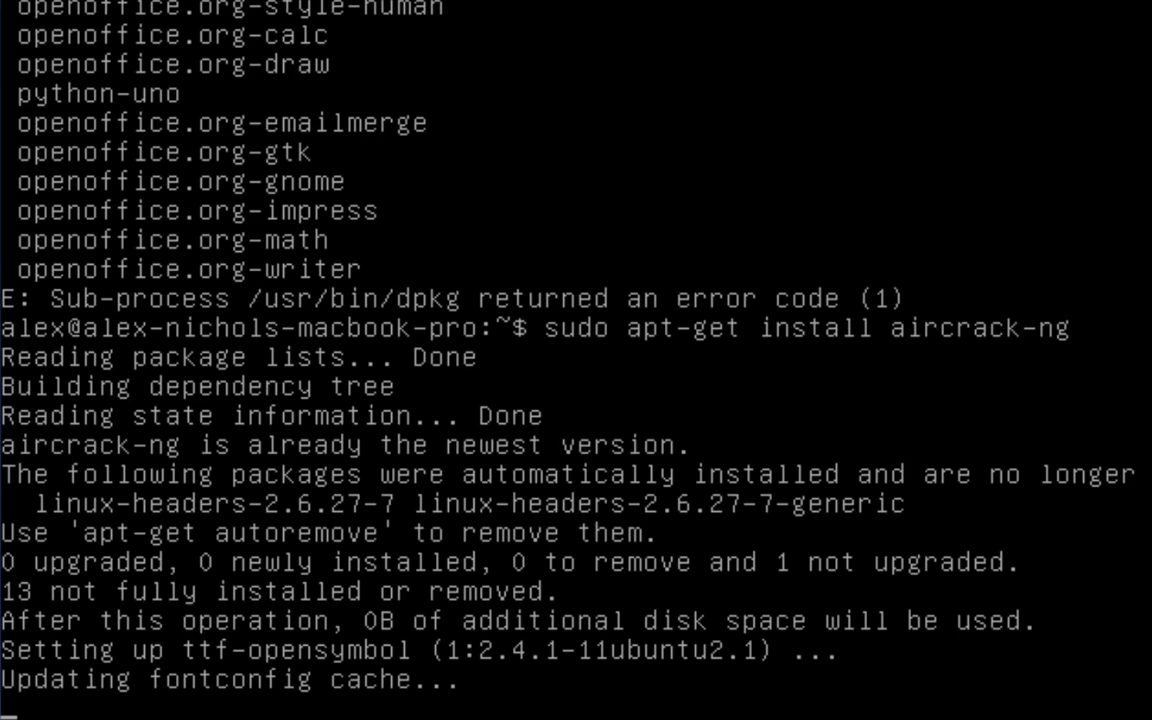 openoffice.org-style-human
openoffice.org-calc
openoffice.org-draw
python-uno
openoffice.org-emailmerge
openoffice.org-gtk
openoffice.org-gnome
openoffice.org-impress
openoffice.org-math
openoffice.org-writer
E: Sub-process /usr/bin/dpkg returned an error code (1)
alex@alex-nichols-macbook-pro:~$ sudo apt-get install aircrack-ng
Reading package lists... Done
Building dependency tree
Reading state information... Done
aircrack-ng is already the newest version.
The following packages were automatically installed and are no longer
linux-headers-2.6.27-7 linux-headers-2.6.27-7-generic
Use 'apt-get autoremove' to remove them.
0 upgraded, 0 newly installed, 0 to remove and 1 not upgraded.
13 not fully installed or removed.
After this operation, 0B of additional disk space will be used.
Setting up ttf-opensymbol (1:2.4.1-11ubuntu2.1) ...
Updating fontconfig cache...